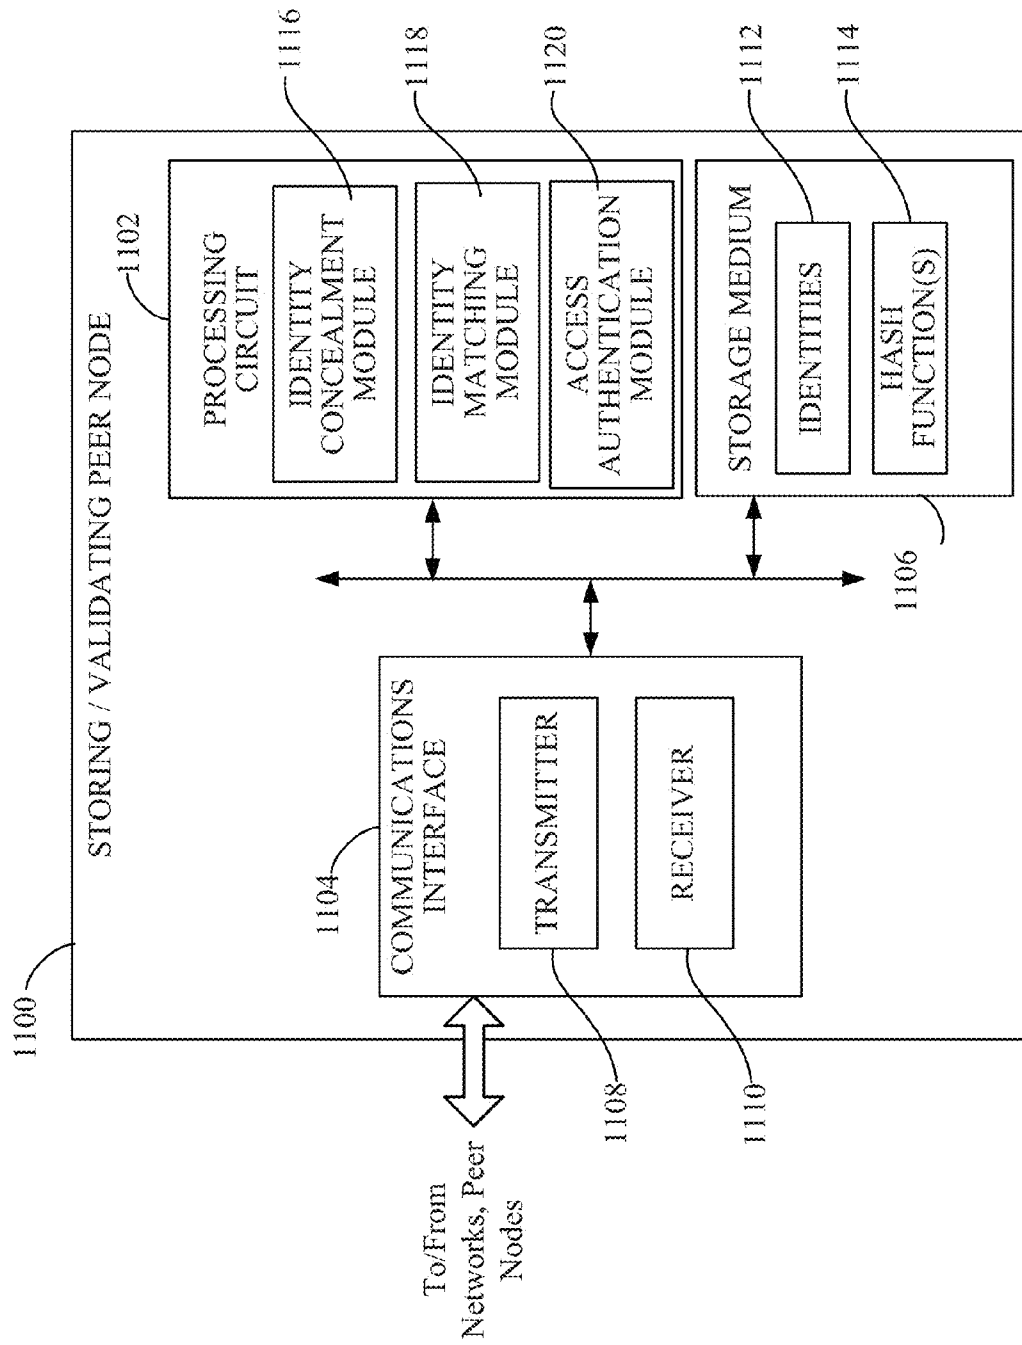 1100
STORING / VALIDATING PEER NODE
1102
PROCESSING
CIRCUIT
IDENTITY
CONCEALMENT
MODULE
1116
IDENTITY
MATCHING
MODULE
1118
ACCESS
AUTHENTICATION
MODULE
1120
1104
COMMUNICATIONS
INTERFACE
TRANSMITTER
1108
RECEIVER
1110
To/From
Networks, Peer
Nodes
STORAGE MEDIUM
IDENTITIES
1112
HASH
FUNCTION(S)
1114
1106